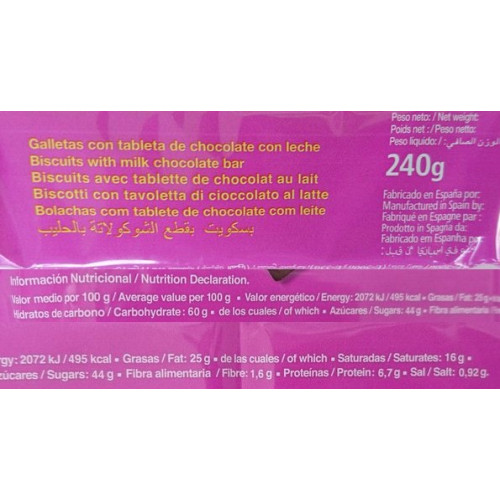 Galletas con tableta de chocolate con leche
Biscuits with milk chocolate bar
Biscuits avec tablette de chocolat au lait
Biscotti con tavoletta di cioccolato al latte
Bolachas com tablete de chocolate com leite
بسكويت بقطع الشوكولاتة بالحليب
Peso neto: / Net weight:
Poids net : / Peso netto:
Peso líquido: / الوزن الصافي:
240g
Fabricado en España por:
Manufactured in Spain by:
Fabriqué en Espagne par :
Prodotto in Spagna da:
Fabricado em Espanha por:
Información Nutricional / Nutrition Declaration.
Valor medio por 100 g / Average value per 100 g • Valor energético / Energy: 2072 kJ / 495 kcal • Grasas / Fat: 25 g
Hidratos de carbono / Carbohydrate: 60 g • de los cuales / of which • Azúcares / Sugars: 44 g • Fibra alimentaria
rgy: 2072 kJ / 495 kcal • Grasas / Fat: 25 g • de las cuales / of which • Saturadas / Saturates: 16 g •
zúcares / Sugars: 44 g • Fibra alimentaria / Fibre: 1,6 g • Proteínas / Protein: 6,7 g • Sal / Salt: 0,92 g.